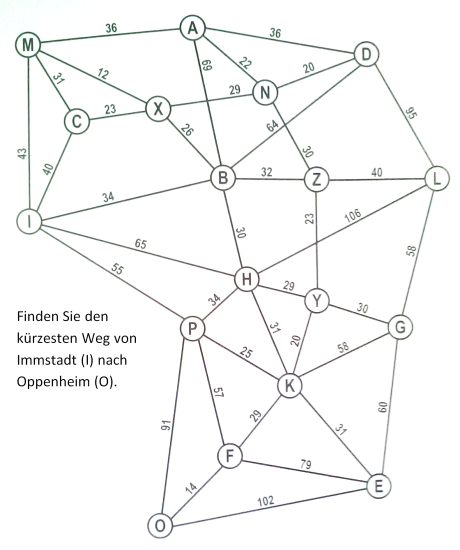 36
A
36
M
D
31
12
69
22
20
N
29
C
23
X
26
64
30
95
43
40
34
B
32
Z
40
L
I
30
23
106
65
58
55
H
29
34
Y
30
Finden Sie den
kürzesten Weg von
Immstadt (I) nach
Oppenheim (O).
P
31
20
58
G
25
K
91
57
29
31
60
F
79
14
E
102
O